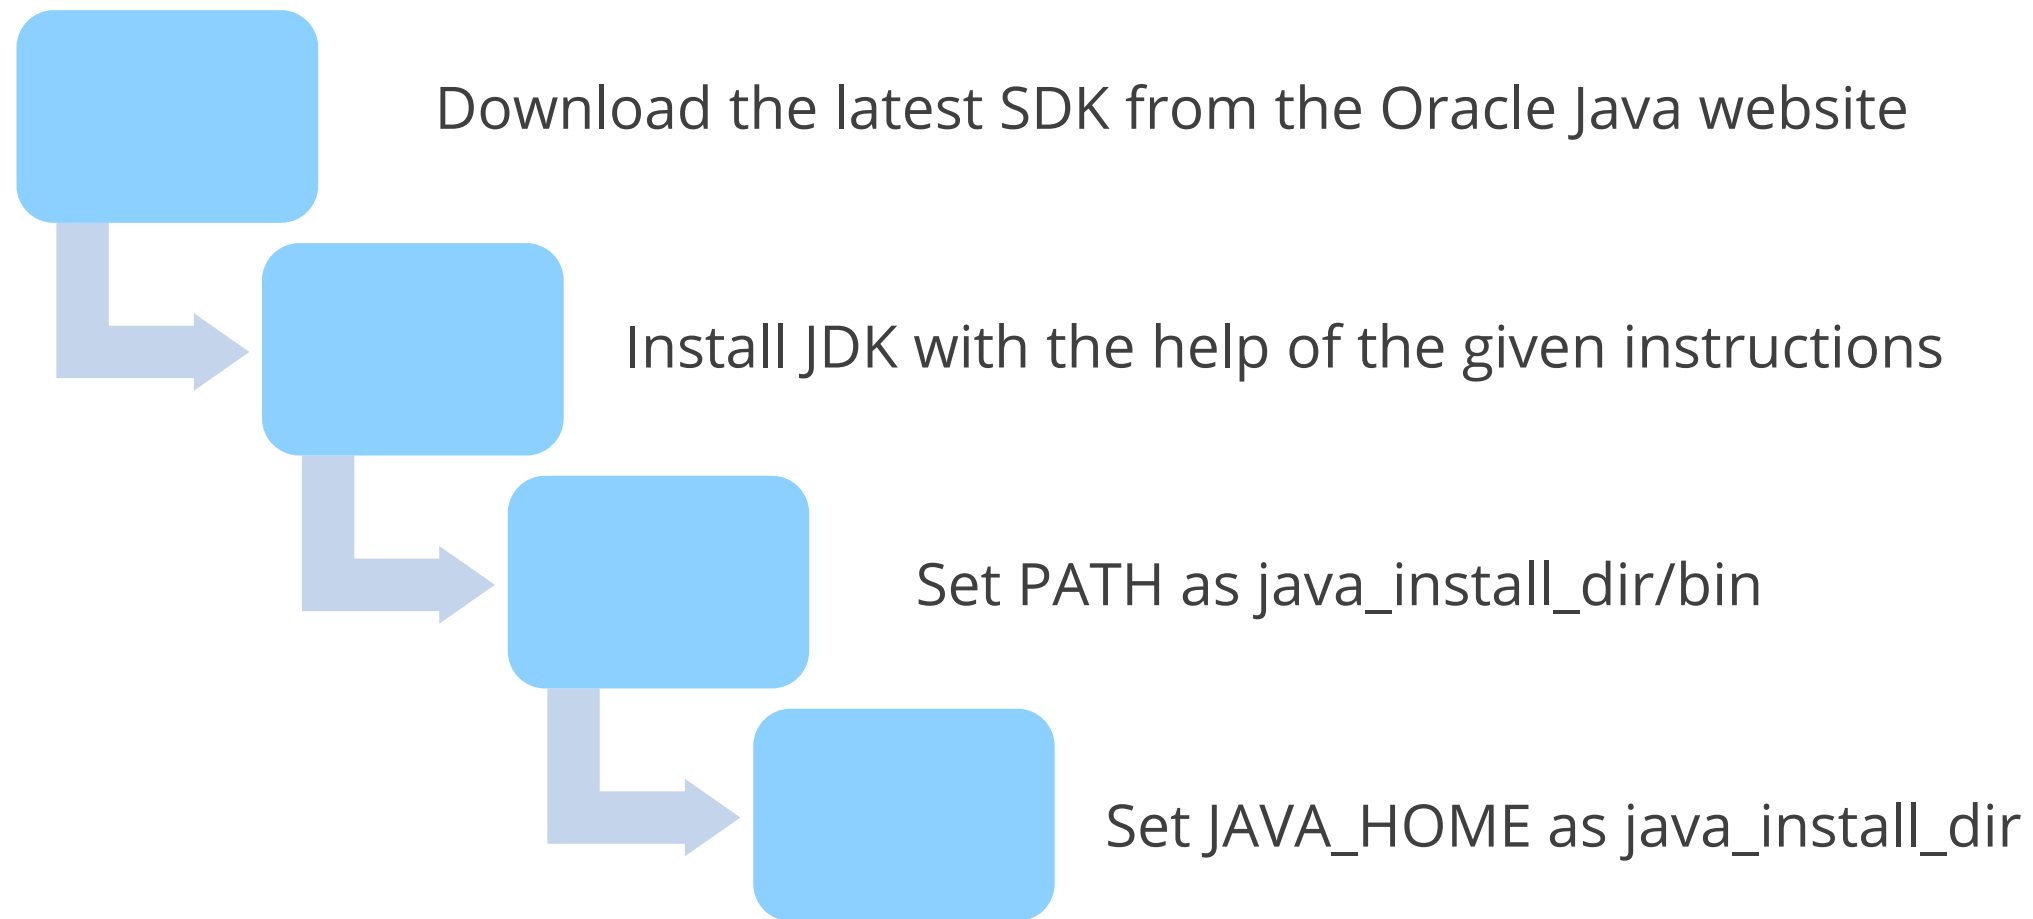 Download the latest SDK from the Oracle Java website
Install JDK with the help of the given instructions
Set PATH as java_install_dir/bin
Set JAVA_HOME as java_install_dir